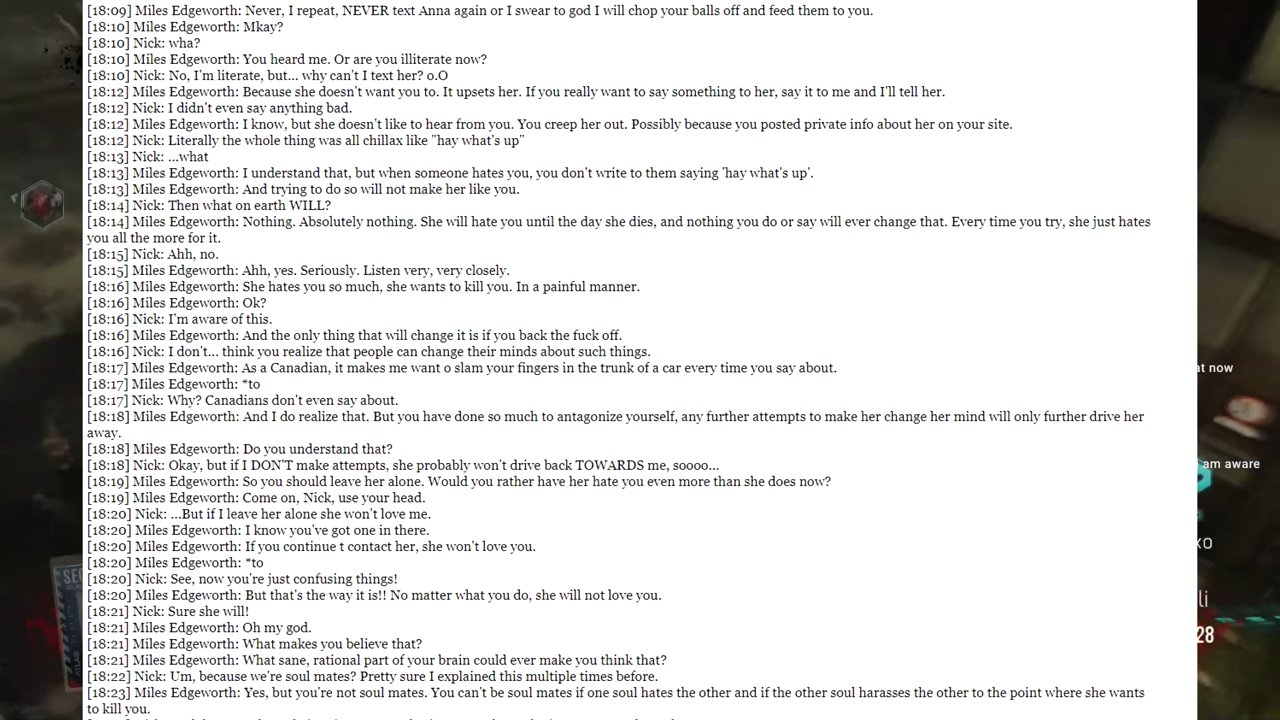 [18:09] Miles Edgeworth: Never, I repeat, NEVER text Anna again or I swear to god I will chop your balls off and feed them to you.
[18:10] Miles Edgeworth: Mkay?
[18:10] Nick: wha?
[18:10] Miles Edgeworth: You heard me. Or are you illiterate now?
[18:10] Nick: No, I'm literate, but... why can't I text her? o.O
[18:12] Miles Edgeworth: Because she doesn't want you to. It upsets her. If you really want to say something to her, say it to me and I'll tell her.
[18:12] Nick: I didn't even say anything bad.
[18:12] Miles Edgeworth: I know, but she doesn't like to hear from you. You creep her out. Possibly because you posted private info about her on your site.
[18:12] Nick: Literally the whole thing was all chillax like "hay what's up"
[18:13] Nick: ...what
[18:13] Miles Edgeworth: I understand that, but when someone hates you, you don't write to them saying 'hay what's up'.
[18:13] Miles Edgeworth: And trying to do so will not make her like you.
[18:14] Nick: Then what on earth WILL?
[18:14] Miles Edgeworth: Nothing. Absolutely nothing. She will hate you until the day she dies, and nothing you do or say will ever change that. Every time you try, she just hates
you all the more for it.
[18:15] Nick: Ahh, no.
[18:15] Miles Edgeworth: Ahh, yes. Seriously. Listen very, very closely.
[18:16] Miles Edgeworth: She hates you so much, she wants to kill you. In a painful manner.
[18:16] Miles Edgeworth: Ok?
[18:16] Nick: I'm aware of this.
[18:16] Miles Edgeworth: And the only thing that will change it is if you back the fuck off.
[18:16] Nick: I don't... think you realize that people can change their minds about such things.
[18:17] Miles Edgeworth: As a Canadian, it makes me want o slam your fingers in the trunk of a car every time you say about.
[18:17] Miles Edgeworth: *to
[18:17] Nick: Why? Canadians don't even say about.
[18:18] Miles Edgeworth: And I do realize that. But you have done so much to antagonize yourself, any further attempts to make her change her mind will only further drive her
away.
[18:18] Miles Edgeworth: Do you understand that?
[18:18] Nick: Okay, but if I DON'T make attempts, she probably won't drive back TOWARDS me, soooo...
[18:19] Miles Edgeworth: So you should leave her alone. Would you rather have her hate you even more than she does now?
[18:19] Miles Edgeworth: Come on, Nick, use your head.
[18:20] Nick: ...But if I leave her alone she won't love me.
[18:20] Miles Edgeworth: I know you've got one in there.
[18:20] Miles Edgeworth: If you continue t contact her, she won't love you.
[18:20] Miles Edgeworth: *to
[18:20] Nick: See, now you're just confusing things!
[18:20] Miles Edgeworth: But that's the way it is!! No matter what you do, she will not love you.
[18:21] Nick: Sure she will!
[18:21] Miles Edgeworth: Oh my god.
[18:21] Miles Edgeworth: What makes you believe that?
[18:21] Miles Edgeworth: What sane, rational part of your brain could ever make you think that?
[18:22] Nick: Um, because we're soul mates? Pretty sure I explained this multiple times before.
[18:23] Miles Edgeworth: Yes, but you're not soul mates. You can't be soul mates if one soul hates the other and if the other soul harasses the other to the point where she wants
to kill you.
at now
am aware
XO
li
28